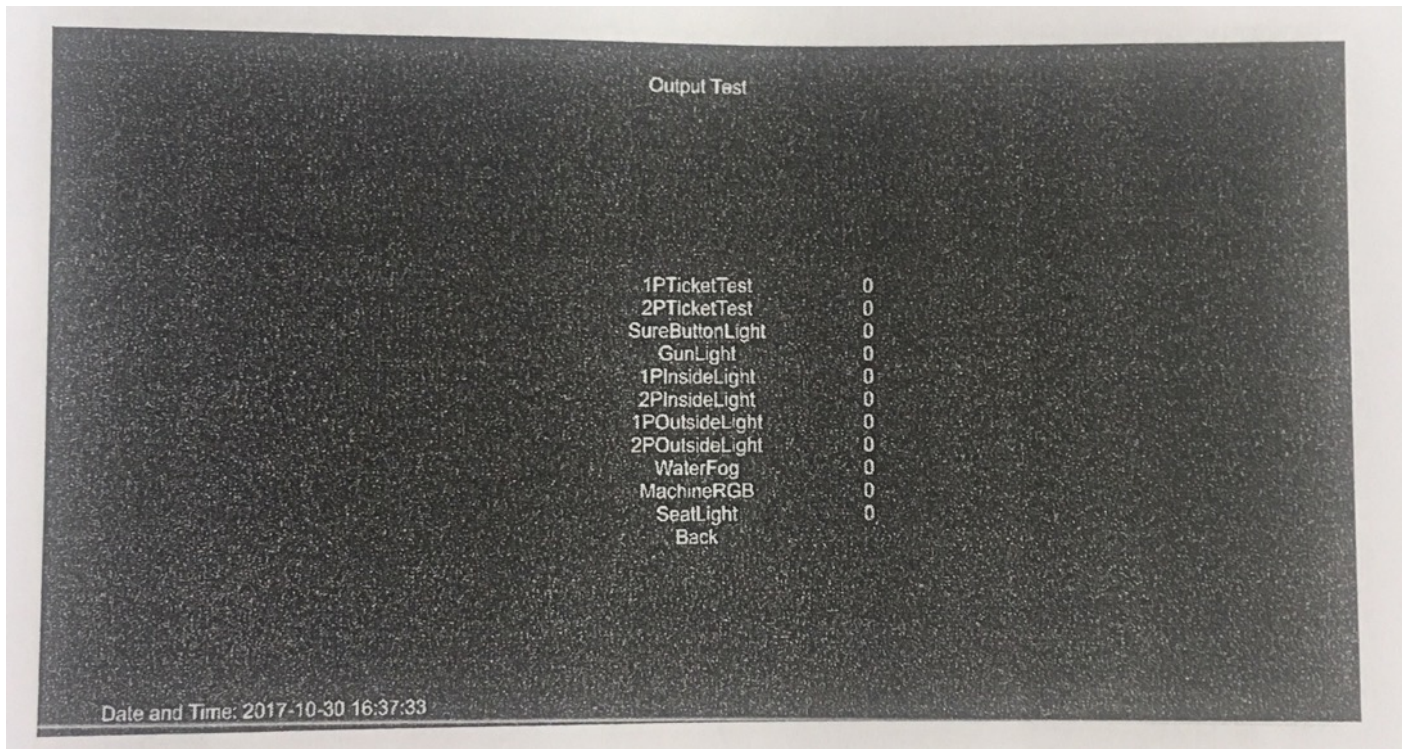 Output Test
1PTicketTest 0
2PTicketTest 0
SureButtonLight 0
GunLight 0
1PInsideLight 0
2PInsideLight 0
1POutsideLight 0
2POutsideLight 0
WaterFog 0
MachineRGB 0
SeatLight 0
Back
Date and Time: 2017-10-30 16:37:33